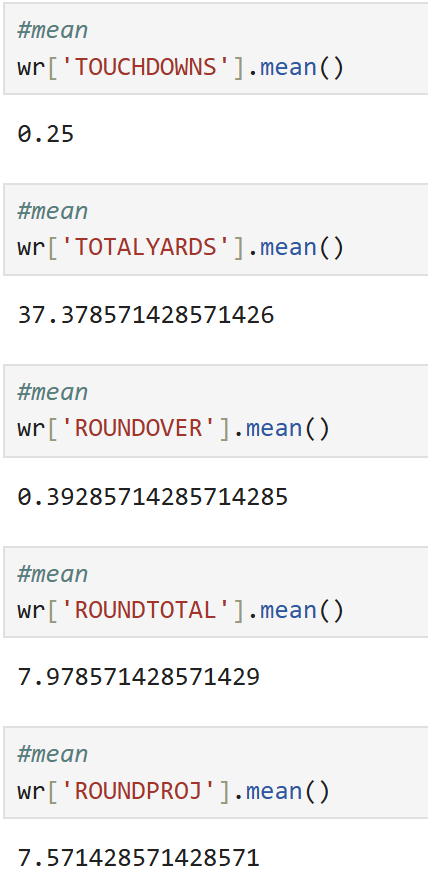 #mean
wr['TOUCHDOWNS'].mean()
0.25
#mean
wr['TOTALYARDS'].mean()
37.378571428571426
#mean
wr['ROUNDOVER'].mean()
0.39285714285714285
#mean
wr['ROUNDTOTAL'].mean()
7.978571428571429
#mean
wr['ROUNDPROJ'].mean()
7.571428571428571